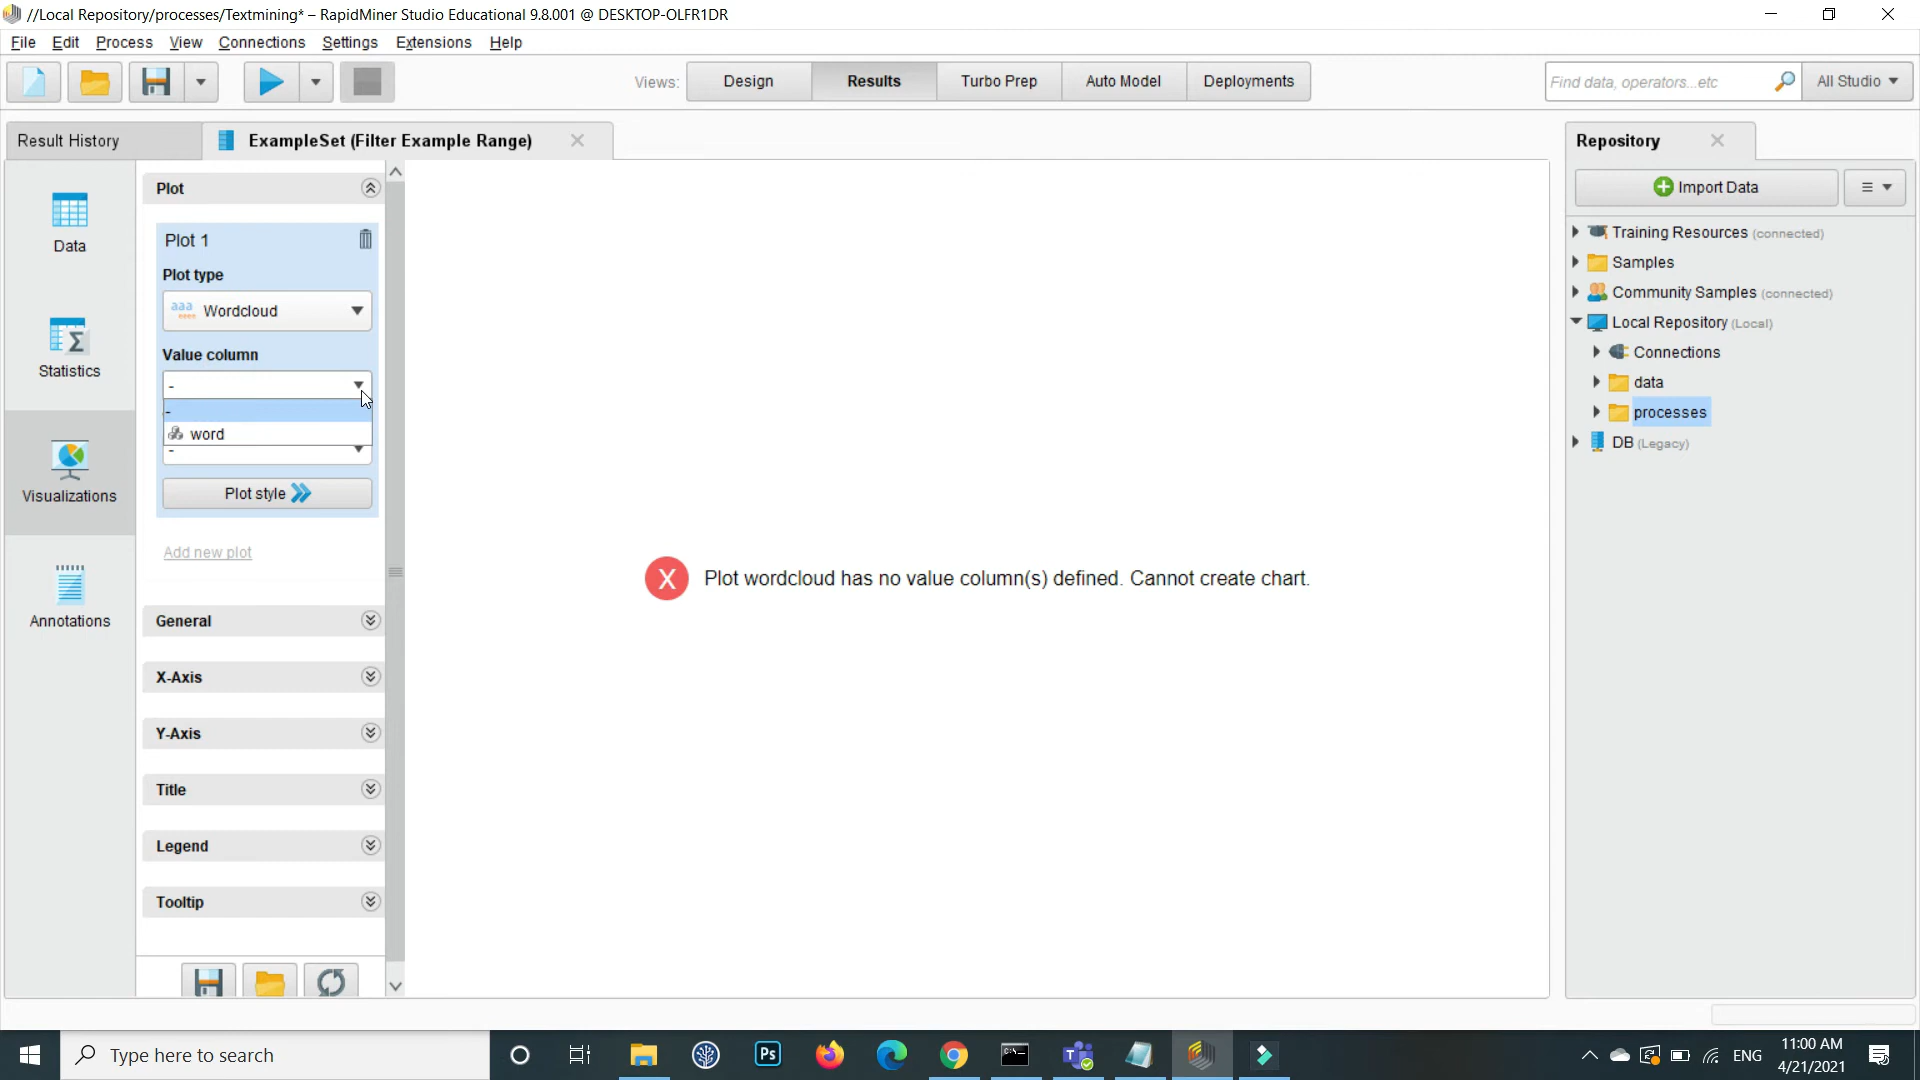 //Local Repository/processes/Textmining* – RapidMiner Studio Educational 9.8.001 @ DESKTOP-OLFR1DR
File Edit Process View Connections Settings Extensions Help
Views: Design Results Turbo Prep Auto Model Deployments
Find data, operators...etc
All Studio
Result History
ExampleSet (Filter Example Range)
Repository
Plot
Import Data
Data
Plot 1
Plot type
aaa
Wordcloud
Value column
-
-
word
-
Plot style
Add new plot
Statistics
Visualizations
Annotations
General
X-Axis
Y-Axis
Title
Legend
Tooltip
X Plot wordcloud has no value column(s) defined. Cannot create chart.
Training Resources (connected)
Samples
Community Samples (connected)
Local Repository (Local)
Connections
data
processes
DB (Legacy)
Type here to search
Ps
ENG
11:00 AM
4/21/2021